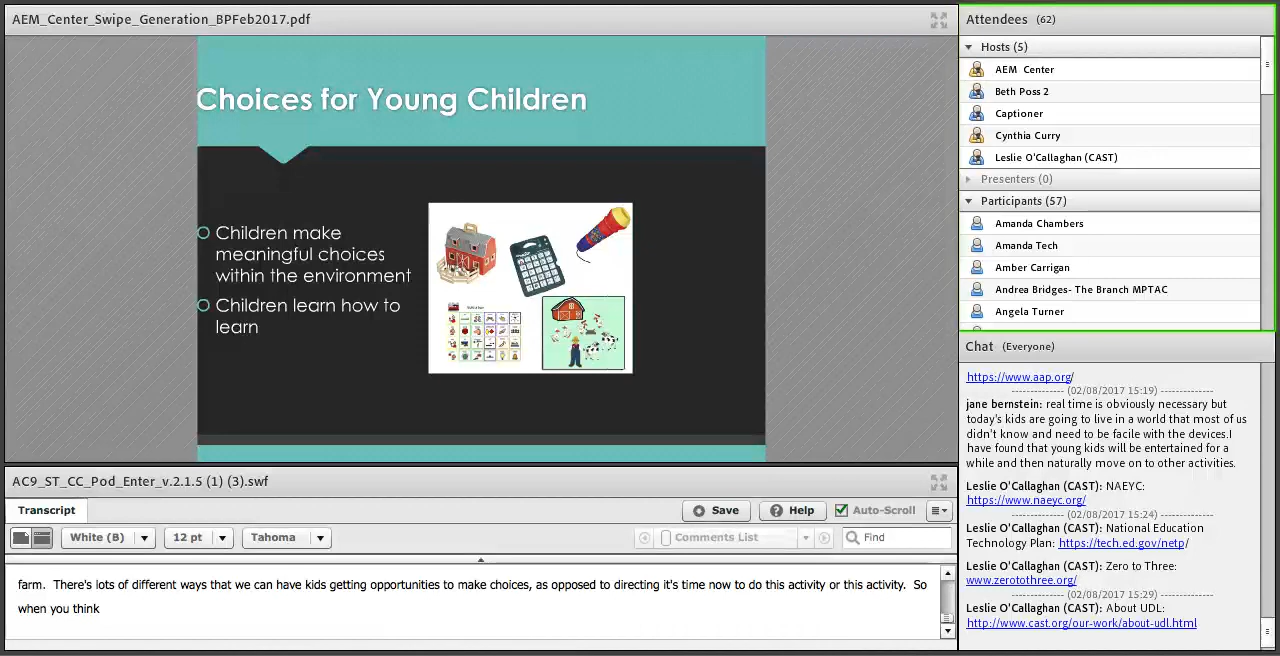 AEM_Center_Swipe_Generation_BPFeb2017.pdf
Choices for Young Children
Children make
meaningful choices
within the environment
Children learn how to
learn
Attendees (62)
Hosts (5)
AEM Center
Beth Poss 2
Captioner
Cynthia Curry
Leslie O'Callaghan (CAST)
Presenters (0)
Participants (57)
Amanda Chambers
Amanda Tech
Amber Carrigan
Andrea Bridges- The Branch MPTAC
Angela Turner
Chat (Everyone)
https://www.aap.org/
-------------- (02/08/2017 15:19) --------------
jane bernstein: real time is obviously necessary but
today's kids are going to live in a world that most of us
didn't know and need to be facile with the devices.I
have found that young kids will be entertained for a
while and then naturally move on to other activities.
Leslie O'Callaghan (CAST): NAEYC:
https://www.naeyc.org/
-------------- (02/08/2017 15:24) --------------
Leslie O'Callaghan (CAST): National Education
Technology Plan: https://tech.ed.gov/netp/
Leslie O'Callaghan (CAST): Zero to Three:
www.zerotothree.org/
-------------- (02/08/2017 15:29) --------------
Leslie O'Callaghan (CAST): About UDL:
http://www.cast.org/our-work/about-udl.html
AC9_ST_CC_Pod_Enter_v.2.1.5 (1) (3).swf
Transcript
Save
Help
Auto-Scroll
White (B)
12 pt
Tahoma
Comments List
Find
farm. There's lots of different ways that we can have kids getting opportunities to make choices, as opposed to directing it's time now to do this activity or this activity. So
when you think